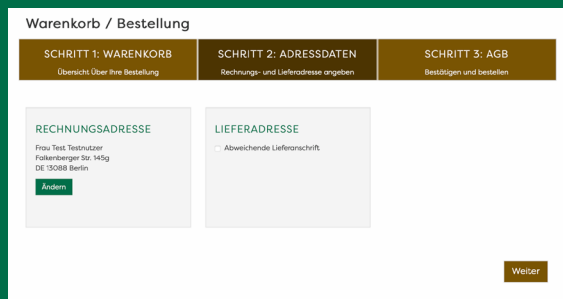 Warenkorb / Bestellung
SCHRITT 1: WARENKORB
Übersicht Über Ihre Bestellung
SCHRITT 2: ADRESSDATEN
Rechnungs- und Lieferadresse angeben
SCHRITT 3: AGB
Bestätigen und bestellen
RECHNUNGSADRESSE
Frau Test Testnutzer
Falkenberger Str. 145g
DE 13088 Berlin
Ändern
LIEFERADRESSE
Abweichende Lieferanschrift
Weiter